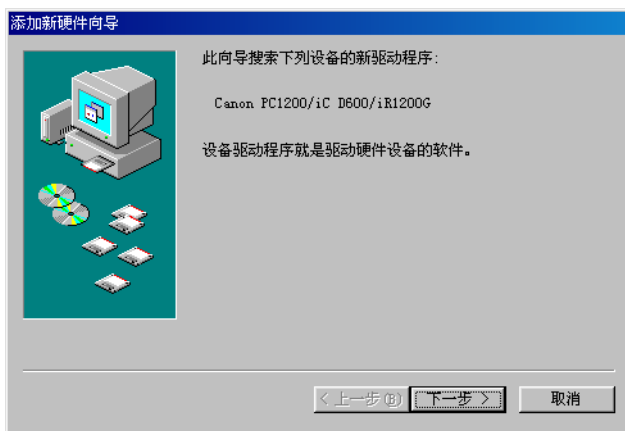 添加新硬件向导
此向导搜索下列设备的新驱动程序:
Canon PC1200/iC D600/iR1200G
设备驱动程序就是驱动硬件设备的软件。
< 上一步(B)
下一步 >
取消